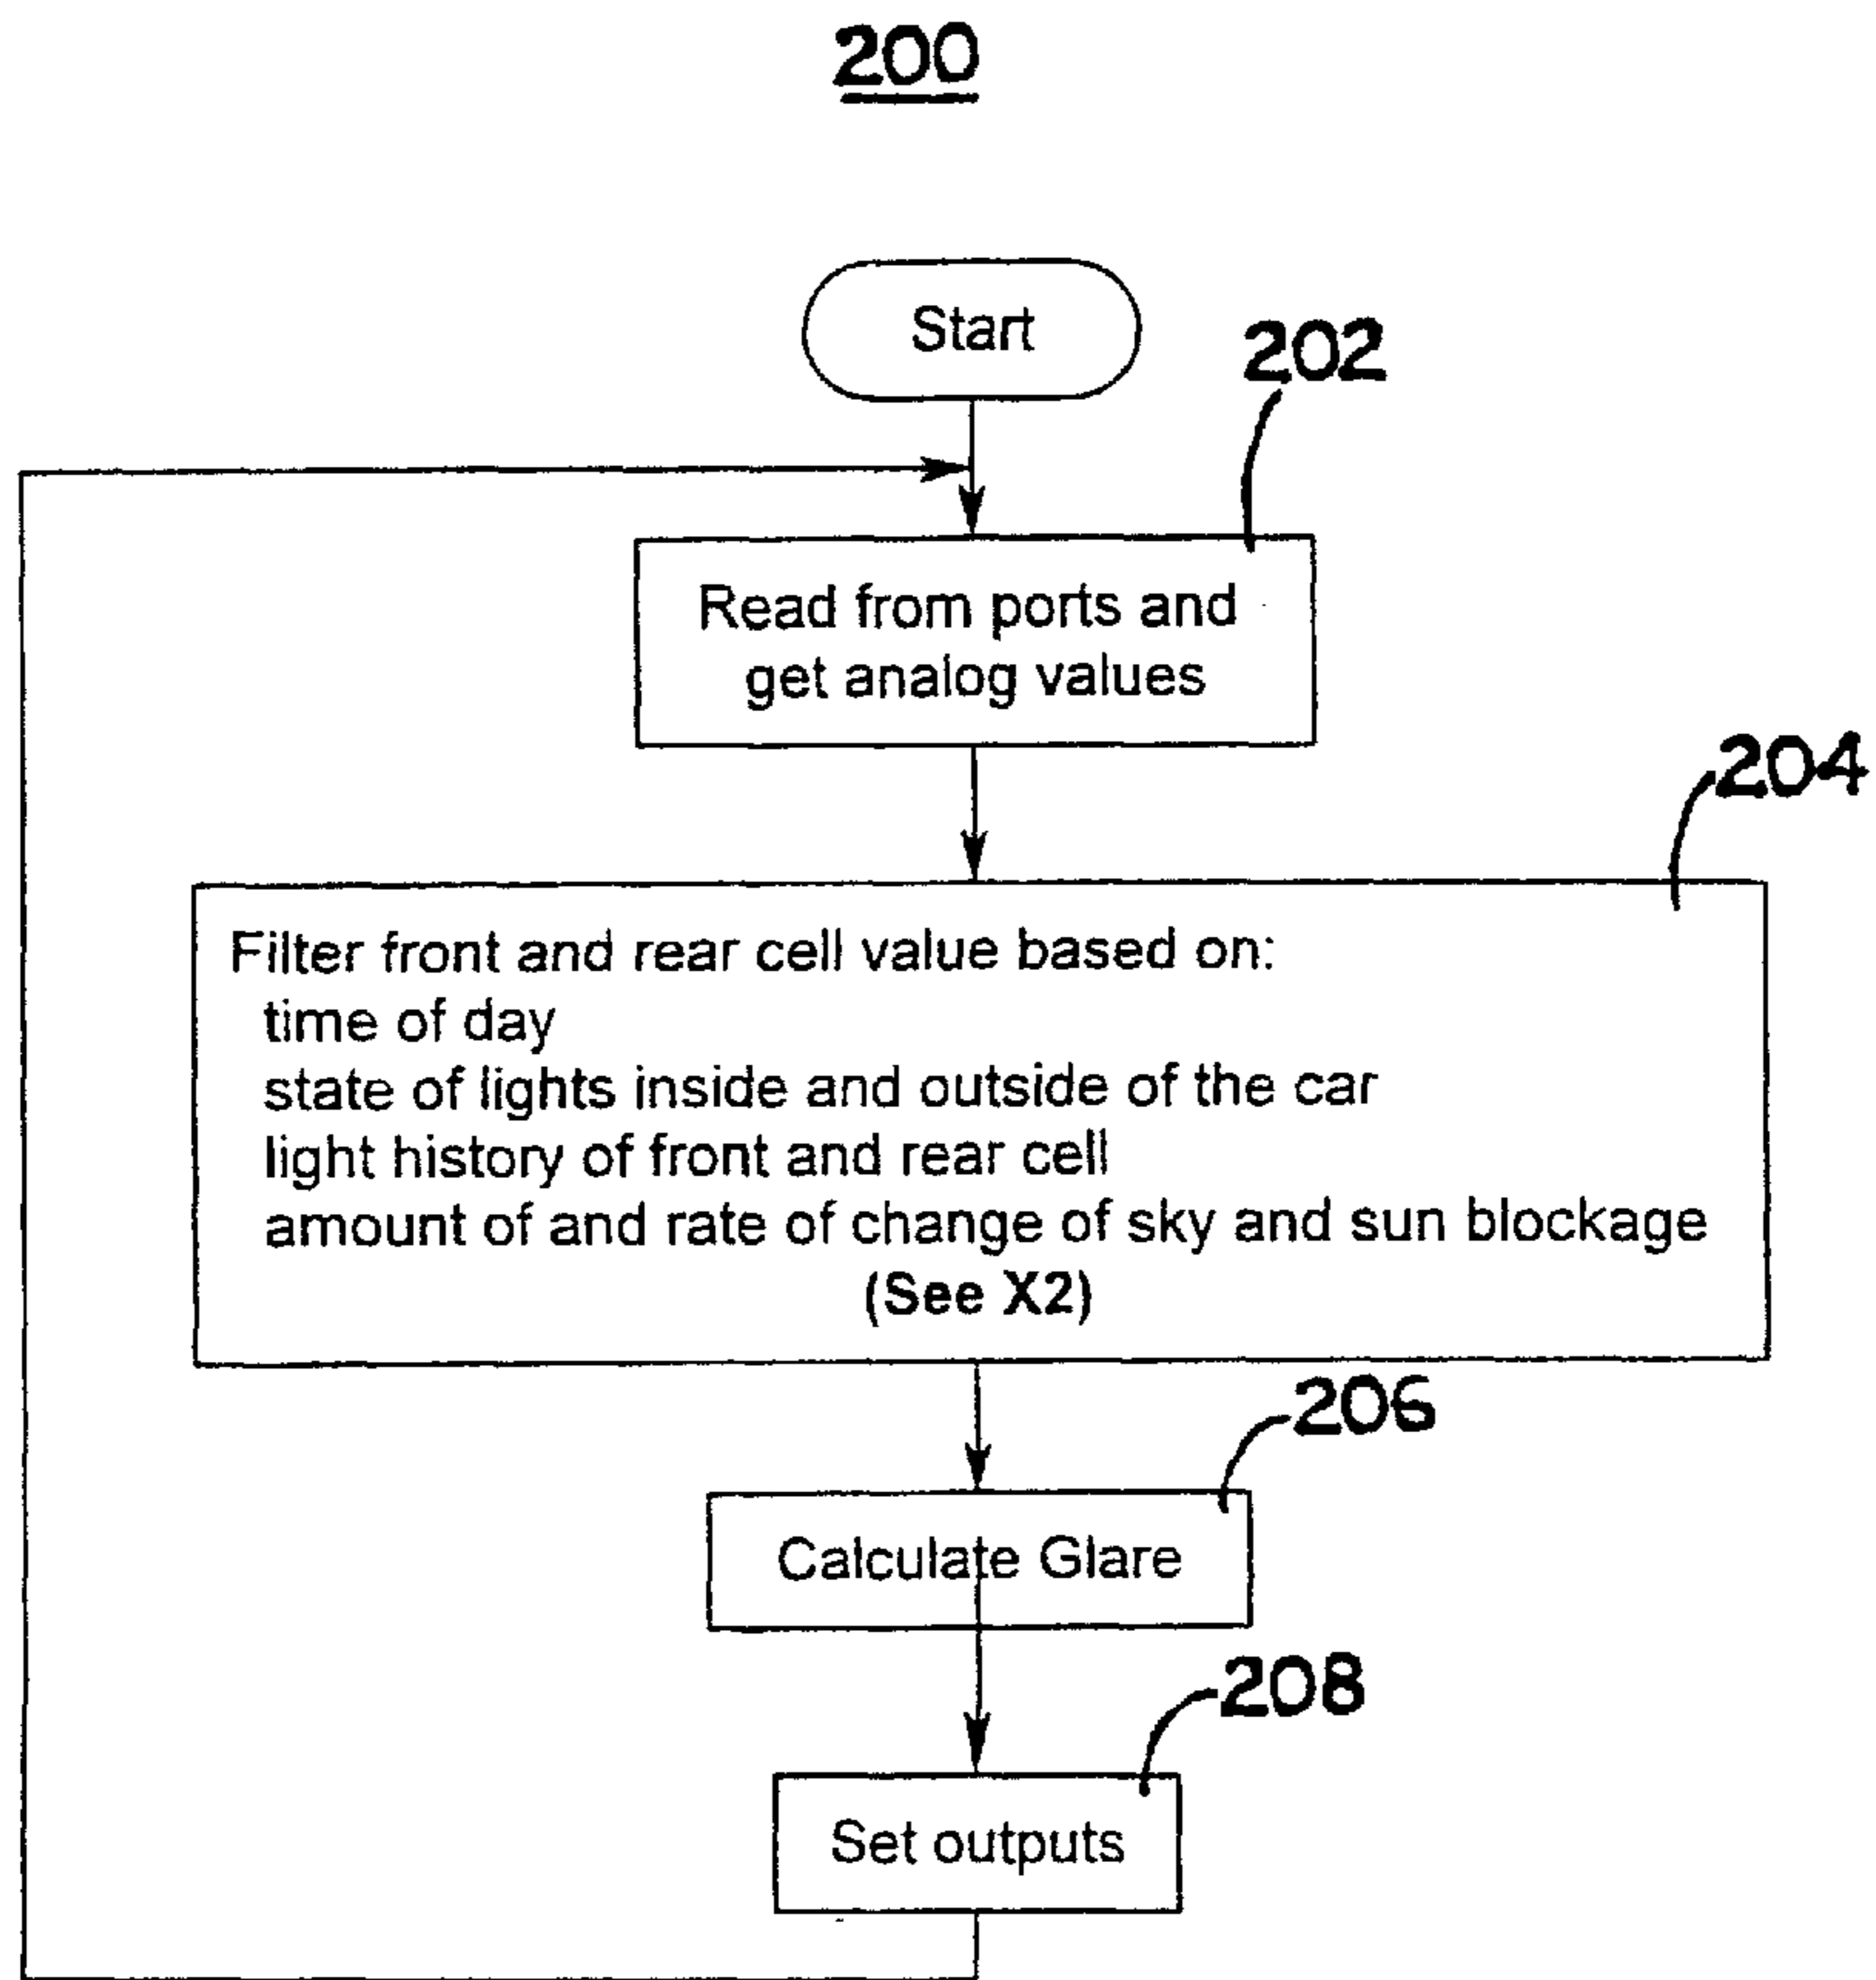 200
Start
202
Read from ports and
get analog values
204
Filter front and rear cell value based on:
time of day
state of lights inside and outside of the car
light history of front and rear cell
amount of and rate of change of sky and sun blockage
(See X2)
206
Calculate Glare
208
Set outputs